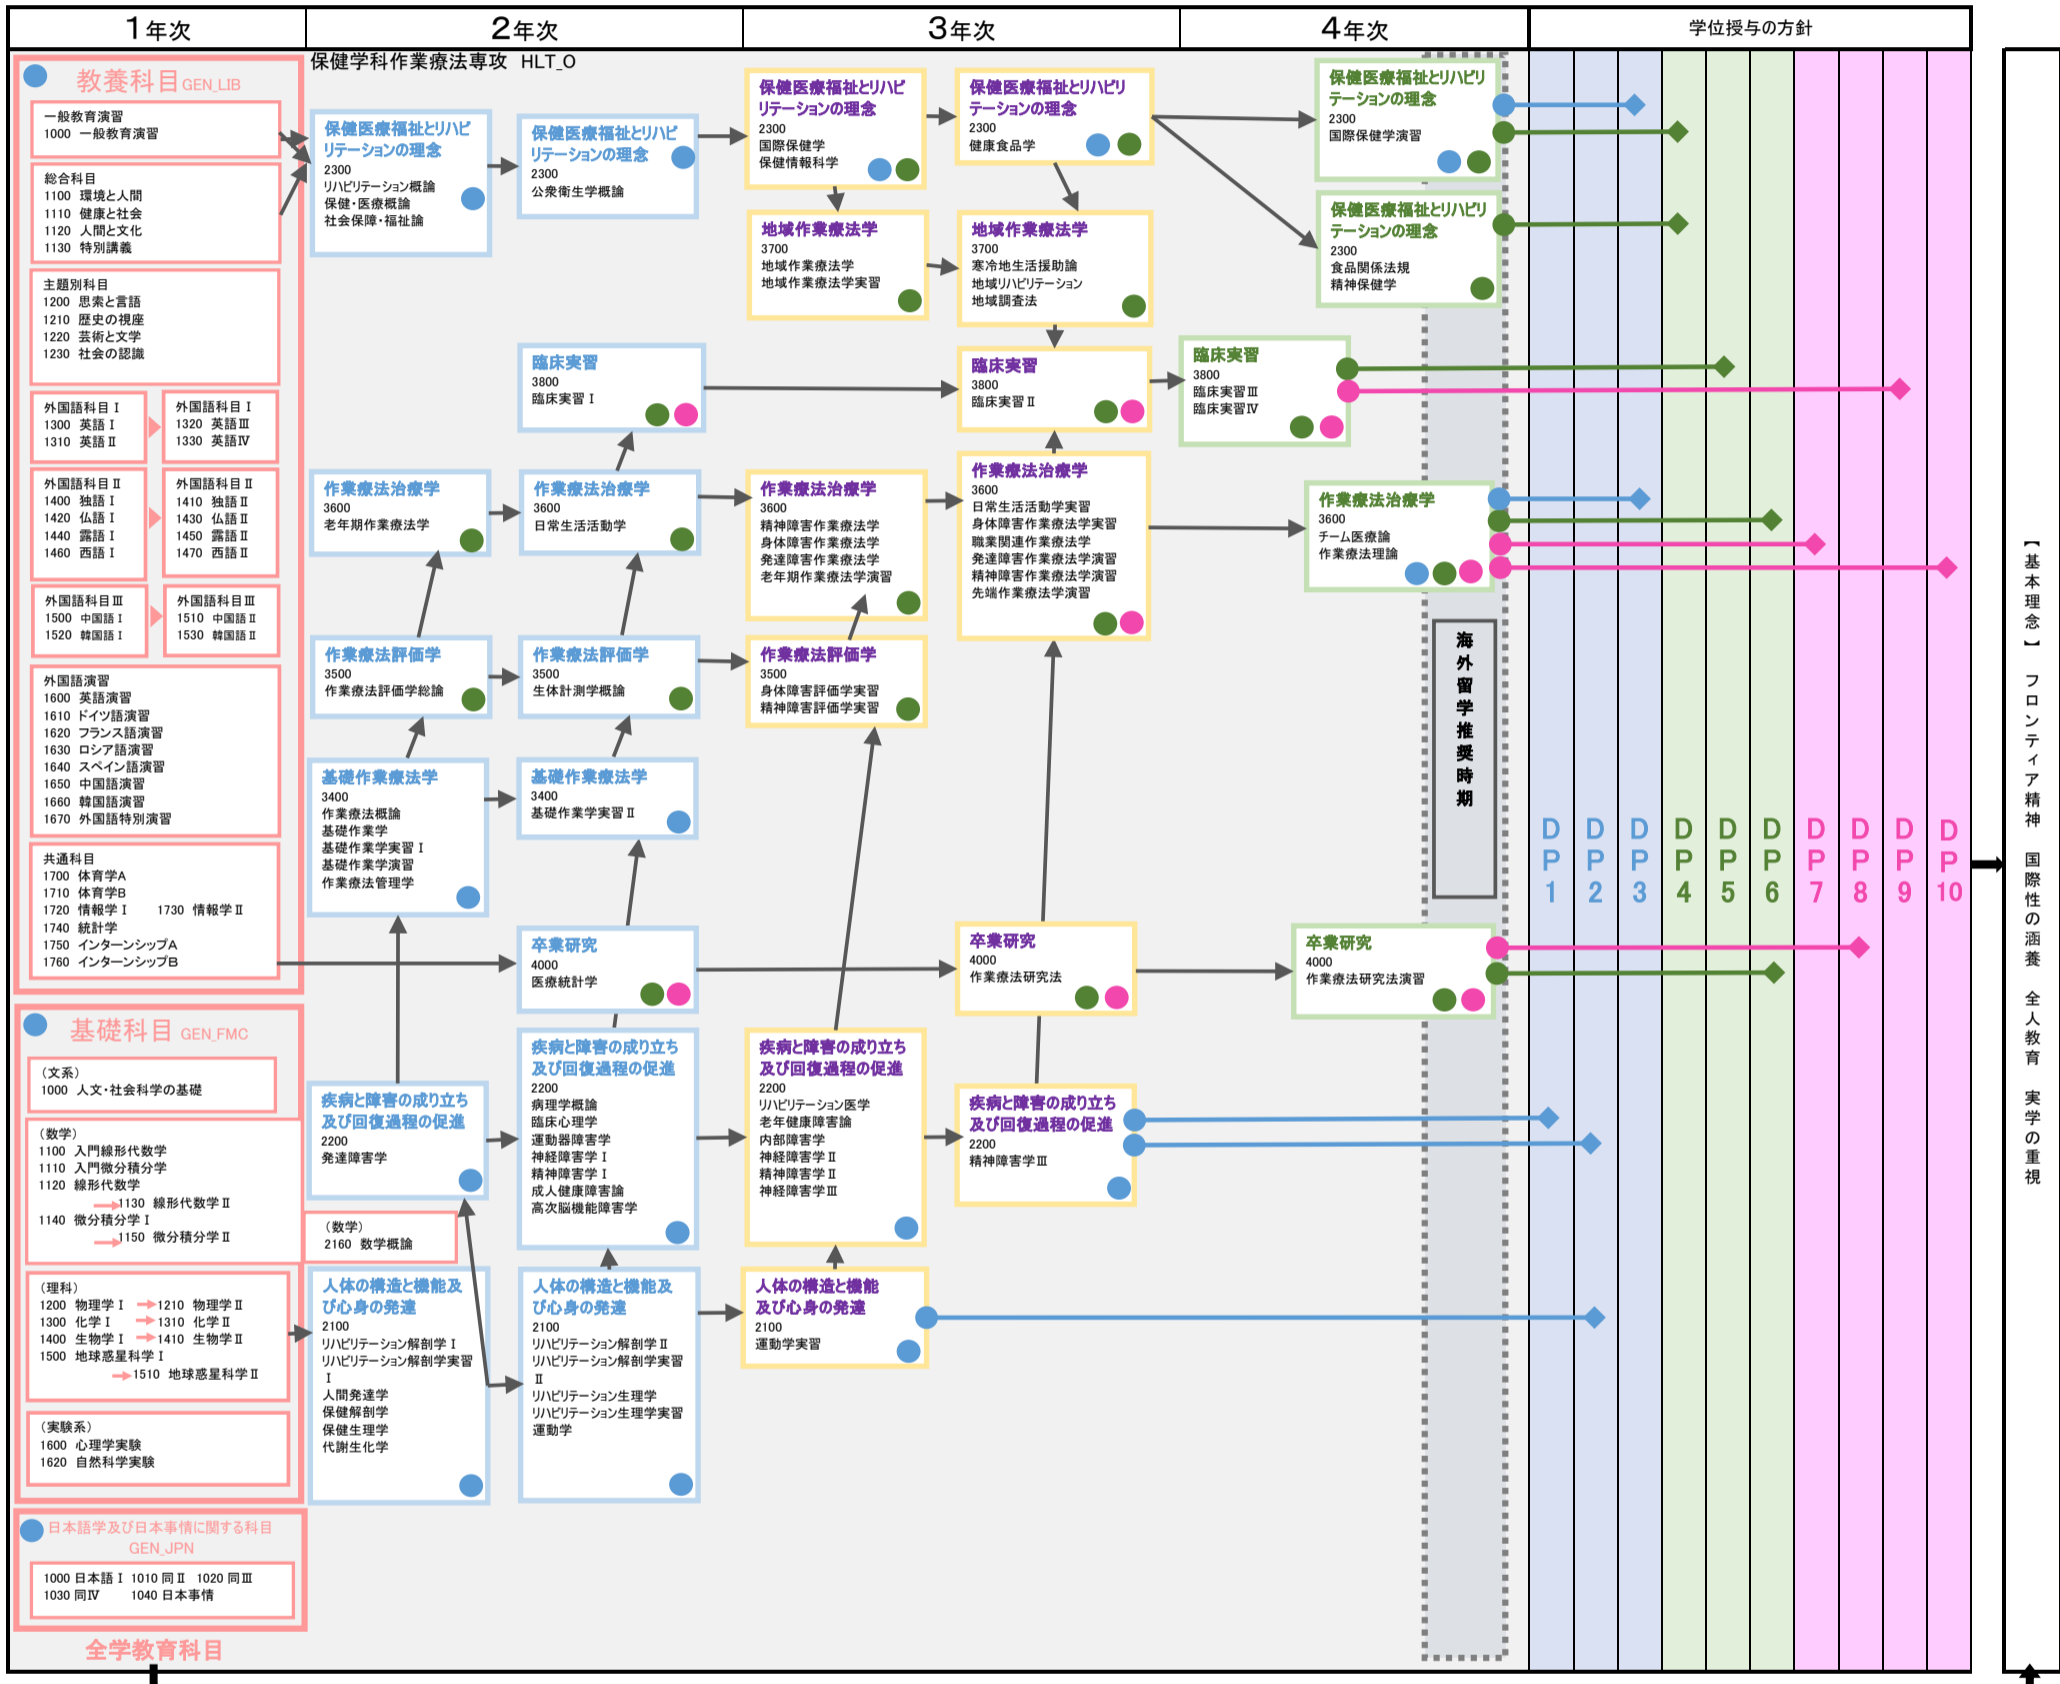 1年次
2年次
3年次
4年次
学位授与の方針
保健学科作業療法専攻 HLT_O
教養科目 GEN_LIB
一般教育演習
1000 一般教育演習
総合科目
1100 環境と人間
1110 健康と社会
1120 人間と文化
1130 特別講義
主題別科目
1200 思索と言語
1210 歴史の視座
1220 芸術と文学
1230 社会の認識
外国語科目Ⅰ
1300 英語Ⅰ
1310 英語Ⅱ
外国語科目Ⅰ
1320 英語Ⅲ
1330 英語Ⅳ
外国語科目Ⅱ
1400 独語Ⅰ
1420 仏語Ⅰ
1440 露語Ⅰ
1460 西語Ⅰ
外国語科目Ⅱ
1410 独語Ⅱ
1430 仏語Ⅱ
1450 露語Ⅱ
1470 西語Ⅱ
外国語科目Ⅲ
1500 中国語Ⅰ
1520 韓国語Ⅰ
外国語科目Ⅲ
1510 中国語Ⅱ
1530 韓国語Ⅱ
外国語演習
1600 英語演習
1610 ドイツ語演習
1620 フランス語演習
1630 ロシア語演習
1640 スペイン語演習
1650 中国語演習
1660 韓国語演習
1670 外国語特別演習
共通科目
1700 体育学A
1710 体育学B
1720 情報学Ⅰ 1730 情報学Ⅱ
1740 統計学
1750 インターンシップA
1760 インターンシップB
基礎科目 GEN_FMC
（文系）
1000 人文・社会科学の基礎
（数学）
1100 入門線形代数学
1110 入門微分積分学
1120 線形代数学
1130 線形代数学Ⅱ
1140 微分積分学Ⅰ
1150 微分積分学Ⅱ
（数学）
2160 数学概論
（理科）
1200 物理学Ⅰ 1210 物理学Ⅱ
1300 化学Ⅰ 1310 化学Ⅱ
1400 生物学Ⅰ 1410 生物学Ⅱ
1500 地球惑星科学Ⅰ
1510 地球惑星科学Ⅱ
（実験系）
1600 心理学実験
1620 自然科学実験
日本語学及び日本事情に関する科目
GEN_JPN
1000 日本語Ⅰ 1010 同Ⅱ 1020 同Ⅲ
1030 同Ⅳ 1040 日本事情
全学教育科目
保健医療福祉とリハビ
リテーションの理念
2300
リハビリテーション概論
保健・医療概論
社会保障・福祉論
保健医療福祉とリハビ
リテーションの理念
2300
公衆衛生学概論
保健医療福祉とリハビ
リテーションの理念
2300
国際保健学
保健情報科学
保健医療福祉とリハビリ
テーションの理念
2300
健康食品学
保健医療福祉とリハビリ
テーションの理念
2300
国際保健学演習
地域作業療法学
3700
地域作業療法学
地域作業療法学実習
地域作業療法学
3700
寒冷地生活援助論
地域リハビリテーション
地域調査法
保健医療福祉とリハビリ
テーションの理念
2300
食品関係法規
精神保健学
臨床実習
3800
臨床実習Ⅰ
臨床実習
3800
臨床実習Ⅱ
臨床実習
3800
臨床実習Ⅲ
臨床実習Ⅳ
作業療法治療学
3600
老年期作業療法学
作業療法治療学
3600
日常生活活動学
作業療法治療学
3600
精神障害作業療法学
身体障害作業療法学
発達障害作業療法学
老年期作業療法学演習
作業療法治療学
3600
日常生活活動学実習
身体障害作業療法学実習
職業関連作業療法学
発達障害作業療法学演習
精神障害作業療法学演習
先端作業療法学演習
作業療法治療学
3600
チーム医療論
作業療法理論
作業療法評価学
3500
作業療法評価学総論
作業療法評価学
3500
生体計測学概論
作業療法評価学
3500
身体障害評価学実習
精神障害評価学実習
基礎作業療法学
3400
作業療法概論
基礎作業学
基礎作業学実習Ⅰ
基礎作業学演習
作業療法管理学
基礎作業療法学
3400
基礎作業学実習Ⅱ
卒業研究
4000
医療統計学
卒業研究
4000
作業療法研究法
卒業研究
4000
作業療法研究法演習
疾病と障害の成り立ち
及び回復過程の促進
2200
発達障害学
疾病と障害の成り立ち
及び回復過程の促進
2200
病理学概論
臨床心理学
運動器障害学
神経障害学Ⅰ
精神障害学Ⅰ
成人健康障害論
高次脳機能障害学
疾病と障害の成り立ち
及び回復過程の促進
2200
リハビリテーション医学
老年健康障害論
内部障害学
神経障害学Ⅱ
精神障害学Ⅱ
神経障害学Ⅲ
疾病と障害の成り立ち
及び回復過程の促進
2200
精神障害学Ⅲ
人体の構造と機能及
び心身の発達
2100
リハビリテーション解剖学Ⅰ
リハビリテーション解剖学実習
Ⅰ
人間発達学
保健解剖学
保健生理学
代謝生化学
人体の構造と機能及
び心身の発達
2100
リハビリテーション解剖学Ⅱ
リハビリテーション解剖学実習
Ⅱ
リハビリテーション生理学
リハビリテーション生理学実習
運動学
人体の構造と機能
及び心身の発達
2100
運動学実習
海外留学推奨時期
DP1
DP2
DP3
DP4
DP5
DP6
DP7
DP8
DP9
DP10
【基本理念】 フロンティア精神 国際性の涵養 全人教育 実学の重視